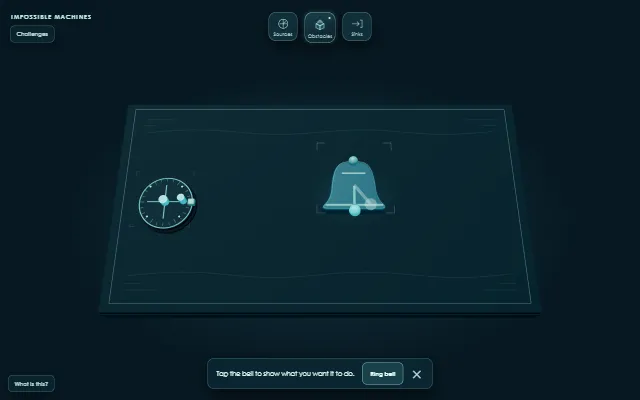 IMPOSSIBLE MACHINES
Challenges
Sources
Obstacles
Sinks
Tap the bell to show what you want it to do.
Ring bell
What is this?